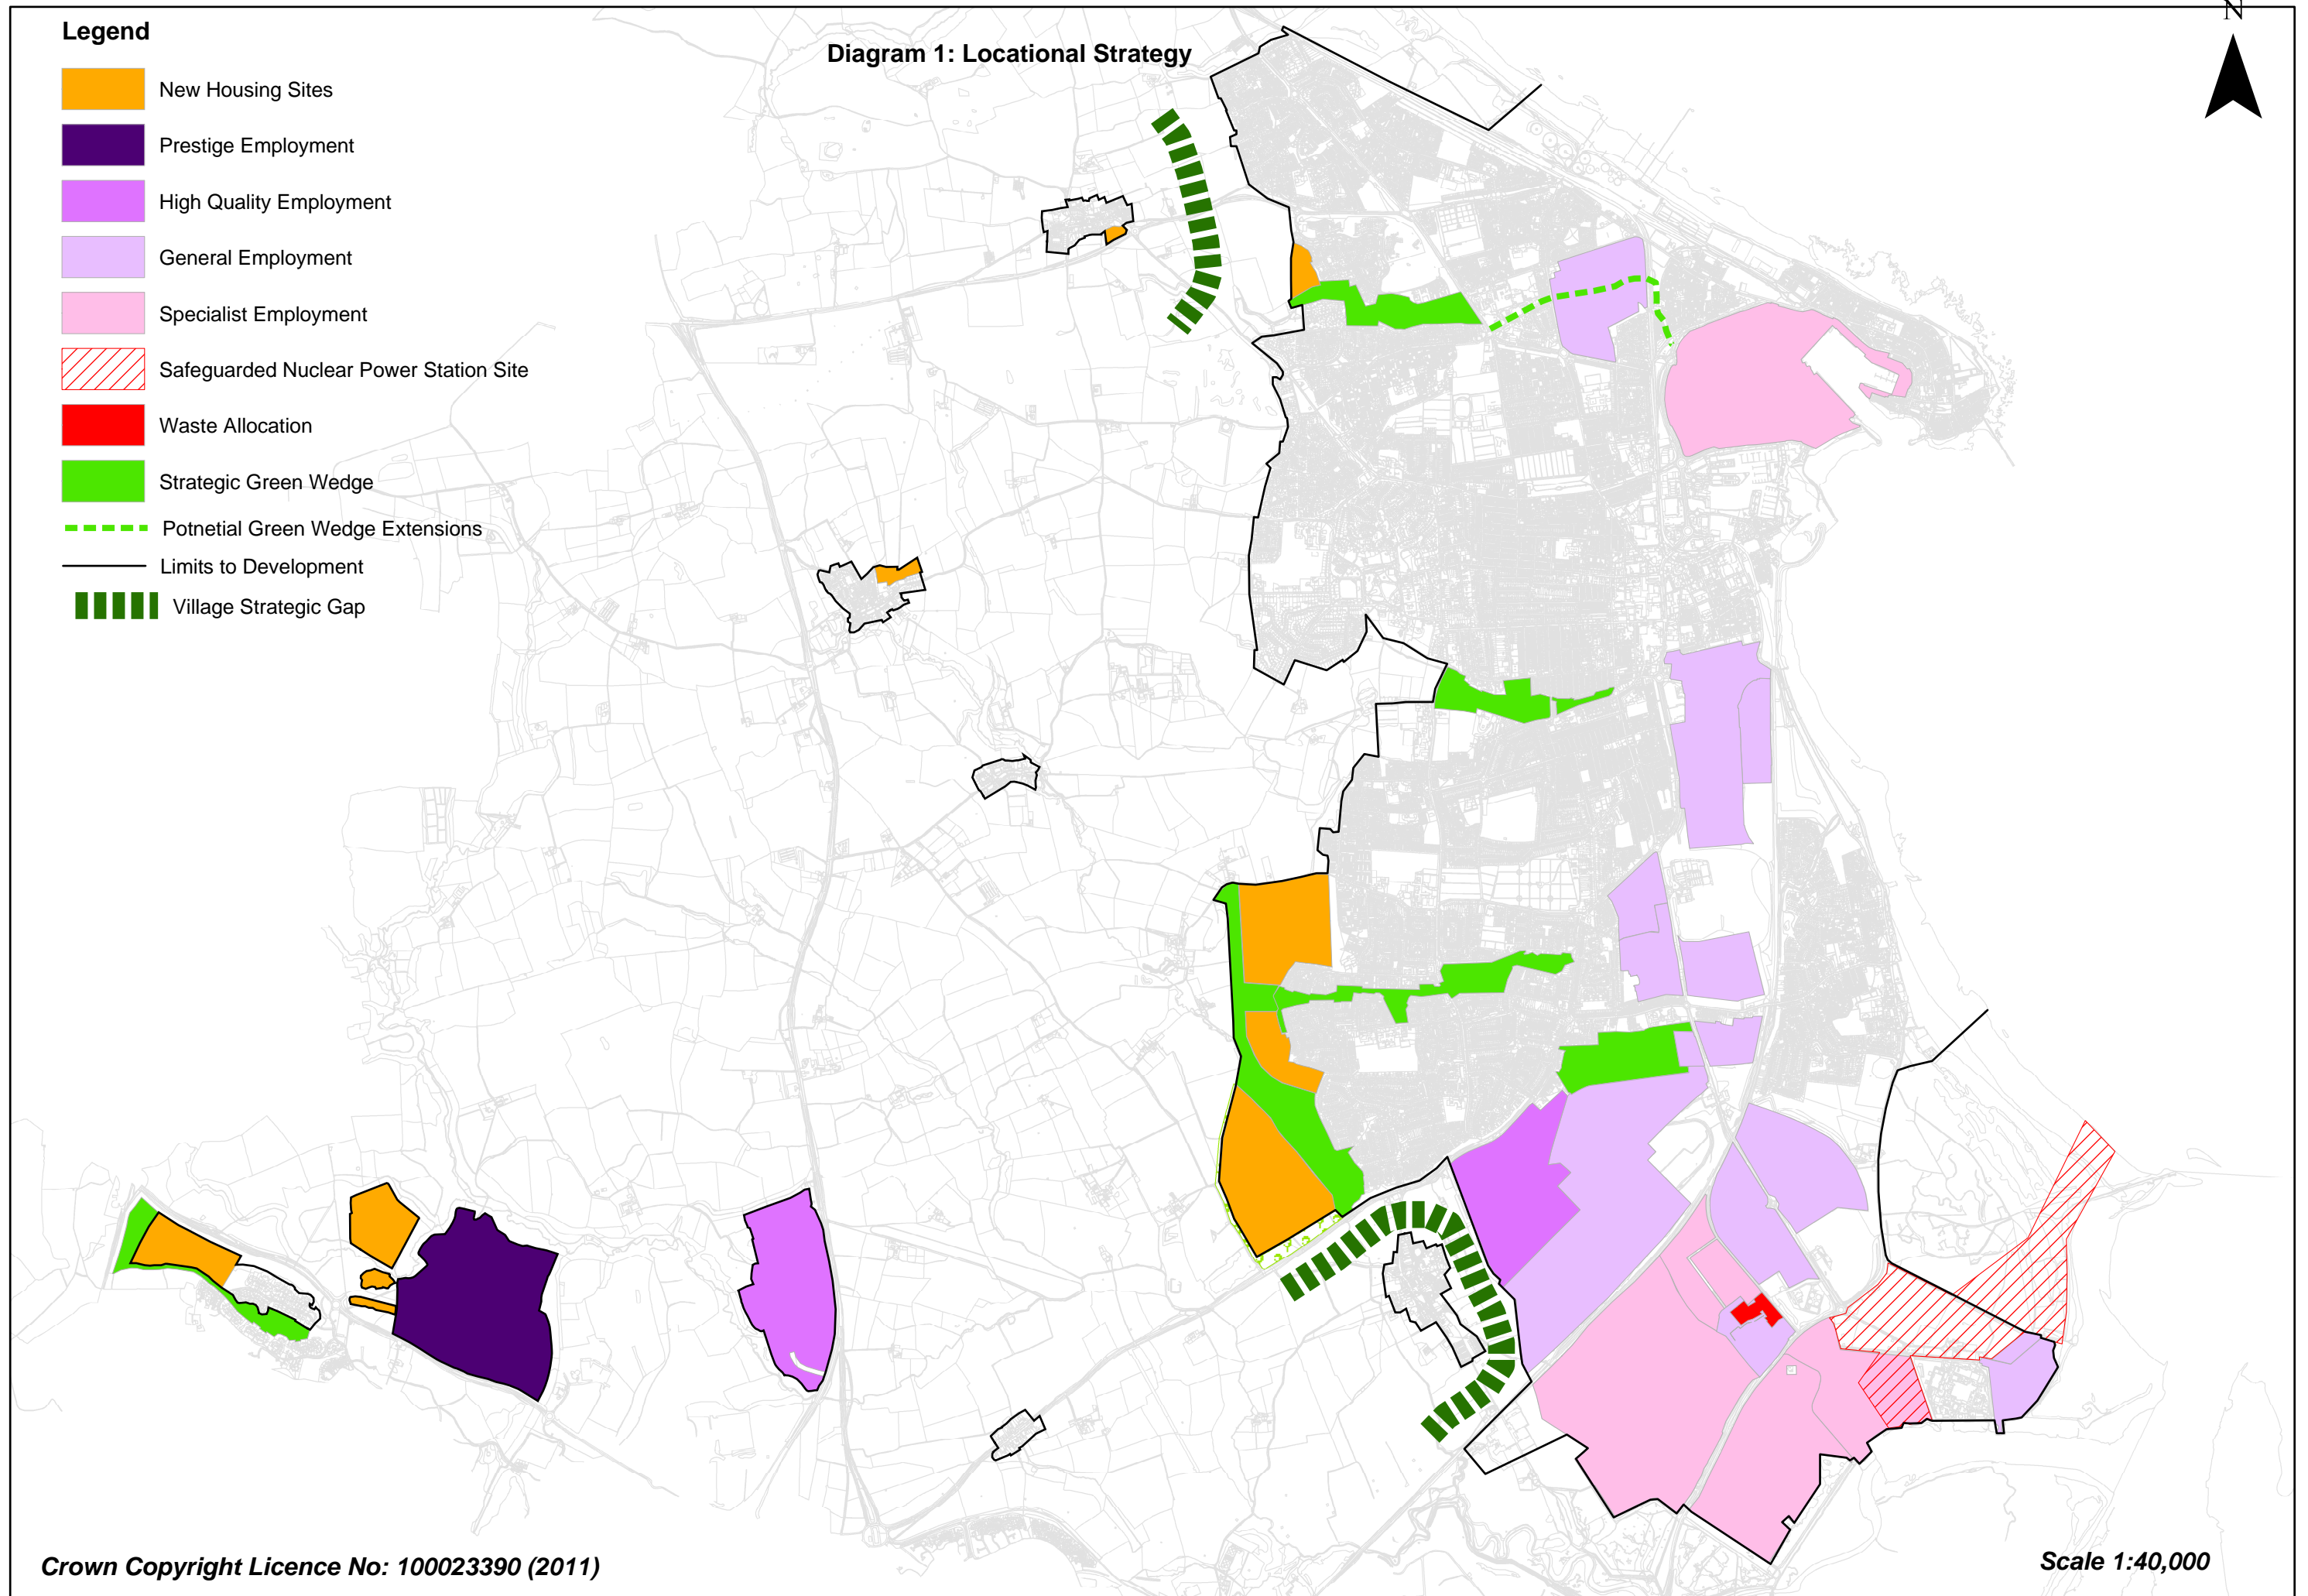 N
Legend
Diagram 1: Locational Strategy
New Housing Sites
Prestige Employment
High Quality Employment
General Employment
Specialist Employment
Safeguarded Nuclear Power Station Site
Waste Allocation
Strategic Green Wedge
Potnetial Green Wedge Extensions
Limits to Development
Village Strategic Gap
Crown Copyright Licence No: 100023390 (2011)
Scale 1:40,000